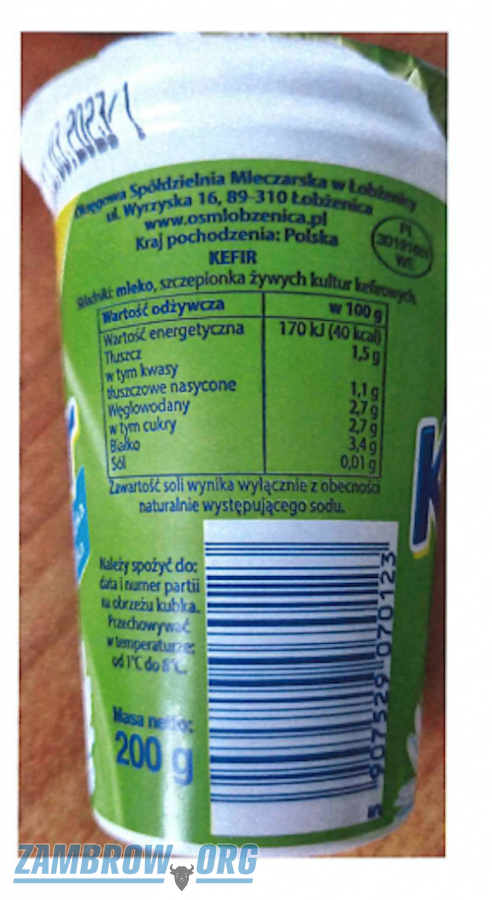 2023/1
Okręgowa Spółdzielnia Mleczarska w Łobżenicy
ul. Wyrzyska 16, 89-310 Łobżenica
www.osmlobzenica.pl
Kraj pochodzenia: Polska
PL
WE
KEFIR
Składniki: mleko, szczepionka żywych kultur kefirowych
Wartość odżywcza w 100 g
Wartość energetyczna 170 kJ (40 kcal)
Tłuszcz 1,5 g
w tym kwasy
tłuszczowe nasycone 1,1 g
Węglowodany 2,7 g
w tym cukry 2,7 g
Białko 3,4 g
Sól 0,01 g
Zawartość soli wynika wyłącznie z obecności
naturalnie występującego sodu.
Należy spożyć do:
data i numer partii
na obrzeżu kubka.
Przechowywać
w temperaturze:
od 1°C do 8°C
Masa netto:
200 g
907529 070123
K
ZAMBROW.ORG